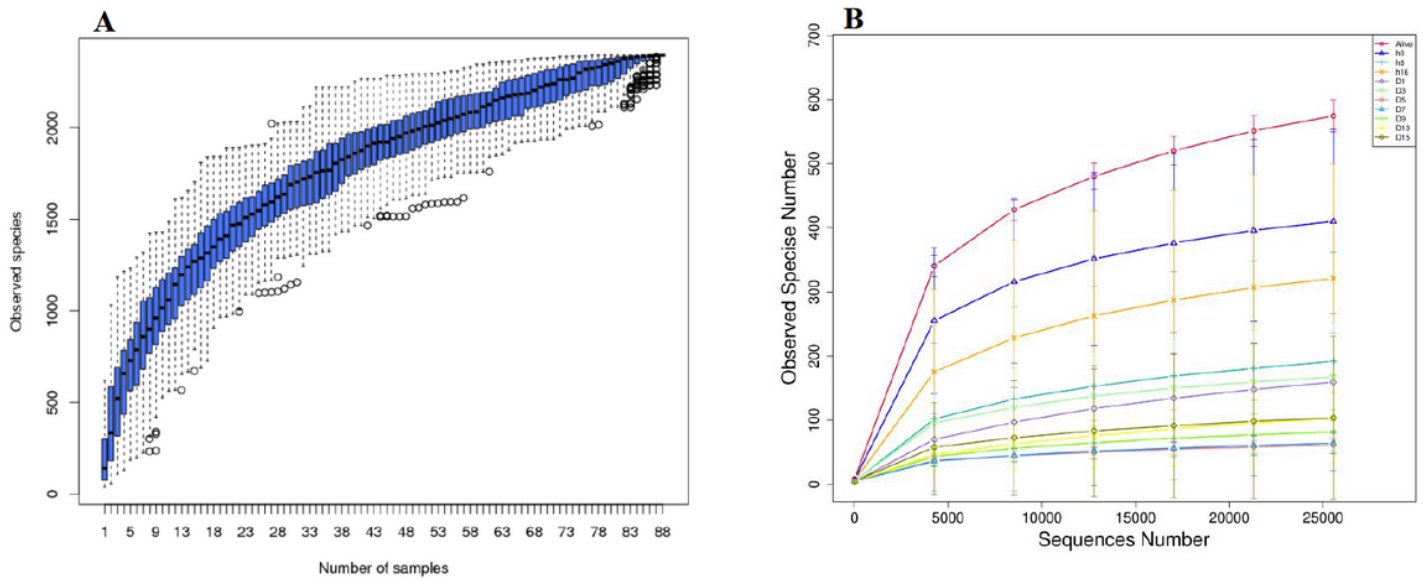 A
B
Observed species
2000
1500
1000
500
0
1 5 9 13 18 23 28 33 38 43 48 53 58 63 68 73 78 83 88
Number of samples
Observed Specise Number
700
600
500
400
300
200
100
0
0 5000 10000 15000 20000 25000
Sequences Number
Alive
h0
h8
h16
D1
D3
D5
D7
D9
D13
D15